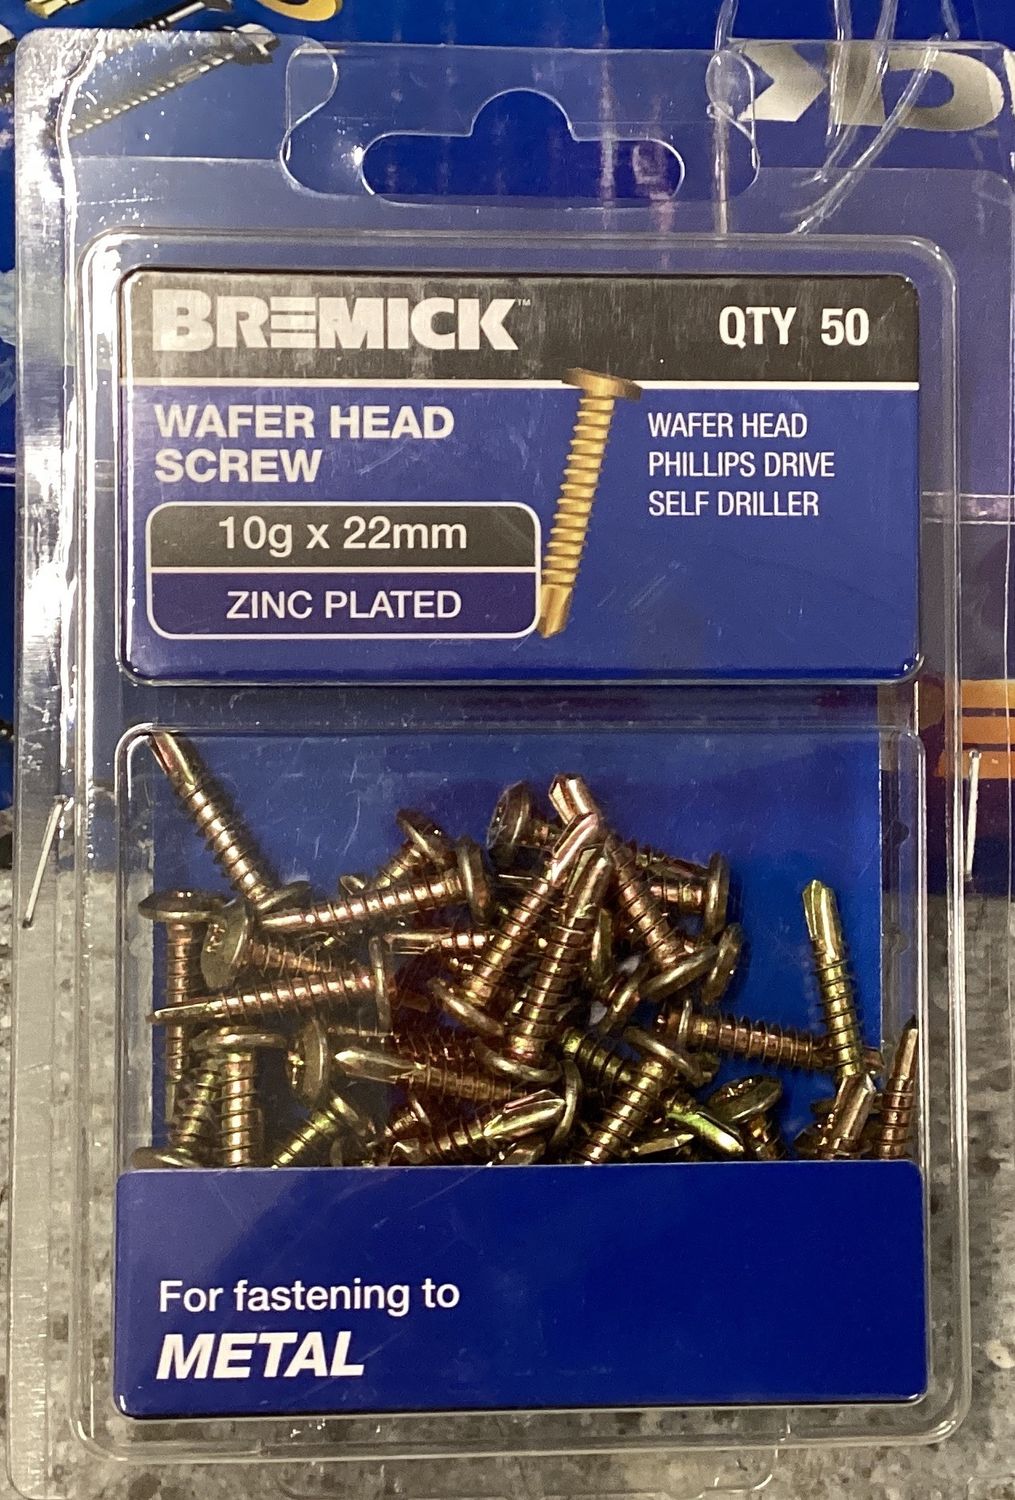 BREMICK™
QTY 50
WAFER HEAD
SCREW
10g x 22mm
ZINC PLATED
WAFER HEAD
PHILLIPS DRIVE
SELF DRILLER
For fastening to
METAL